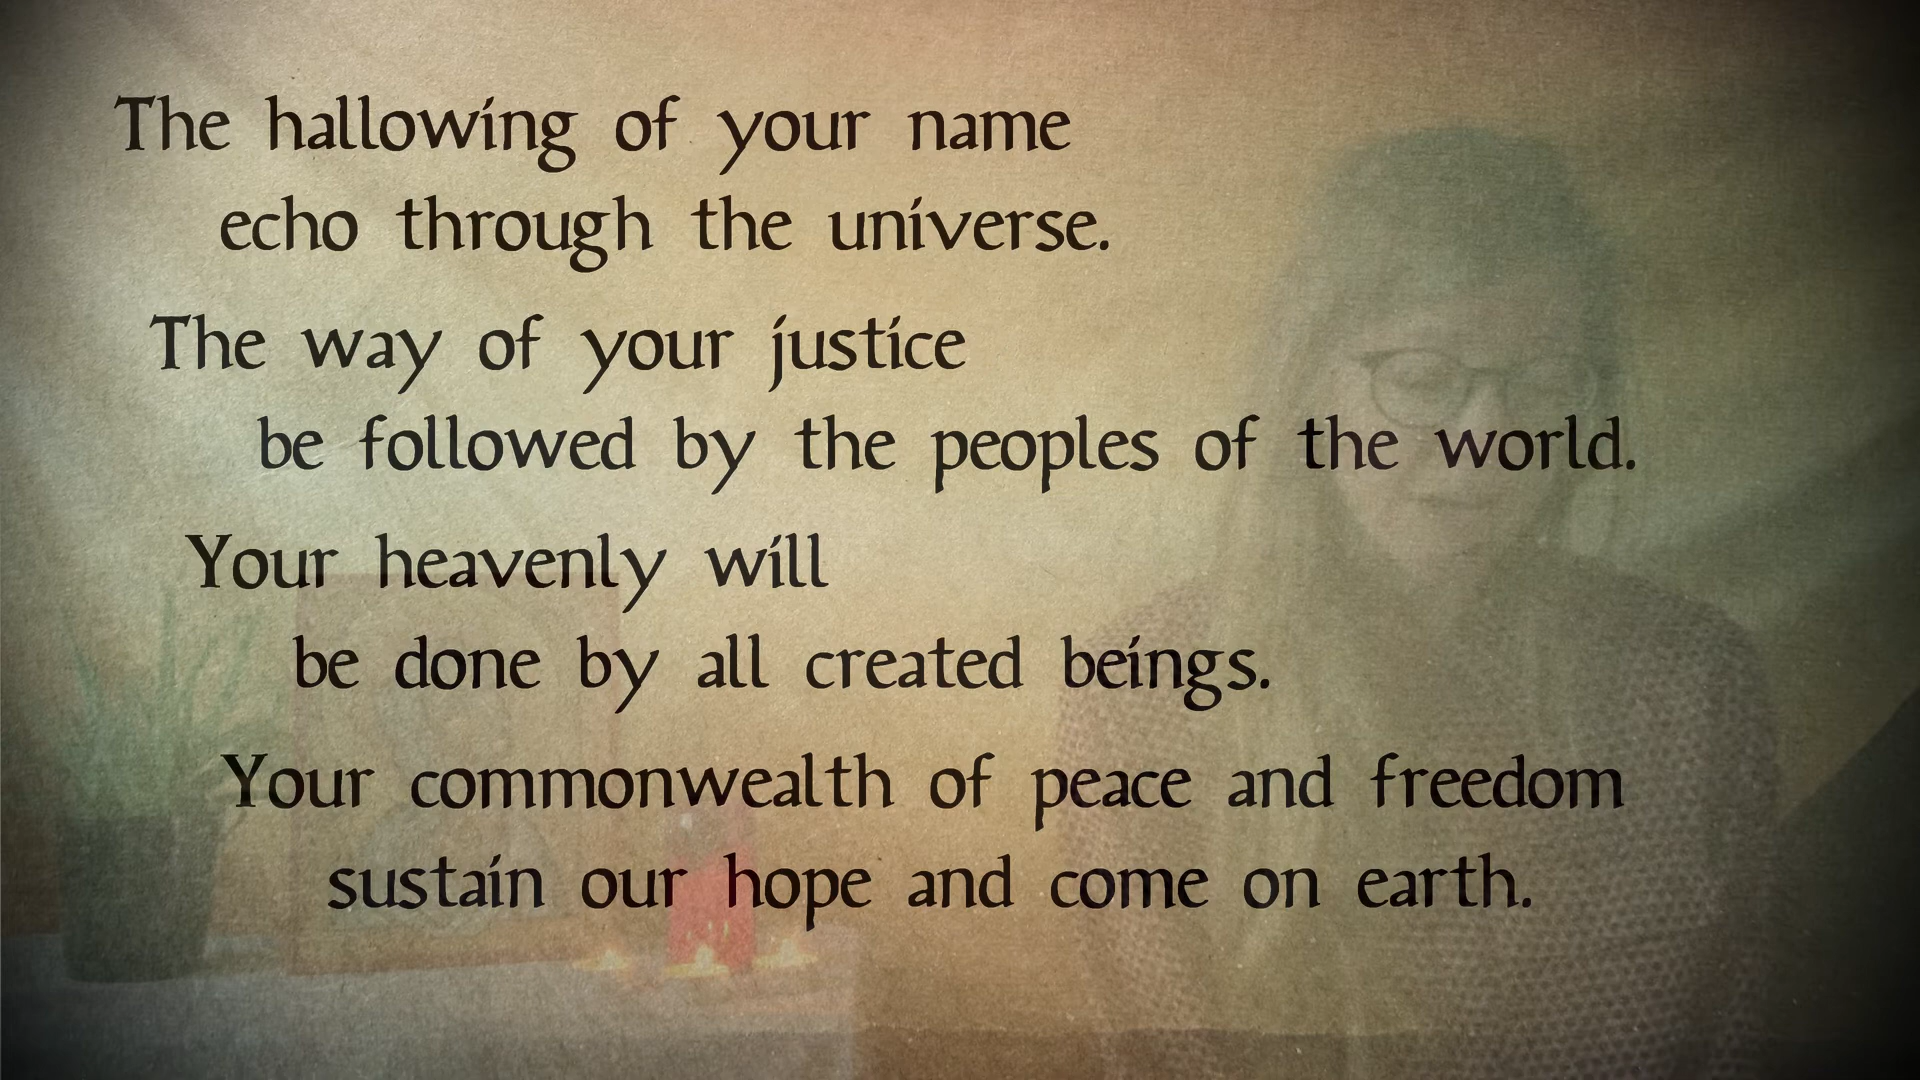 The hallowing of your name
echo through the universe.
The way of your justice
be followed by the peoples of the world.
Your heavenly will
be done by all created beings.
Your commonwealth of peace and freedom
sustain our hope and come on earth.